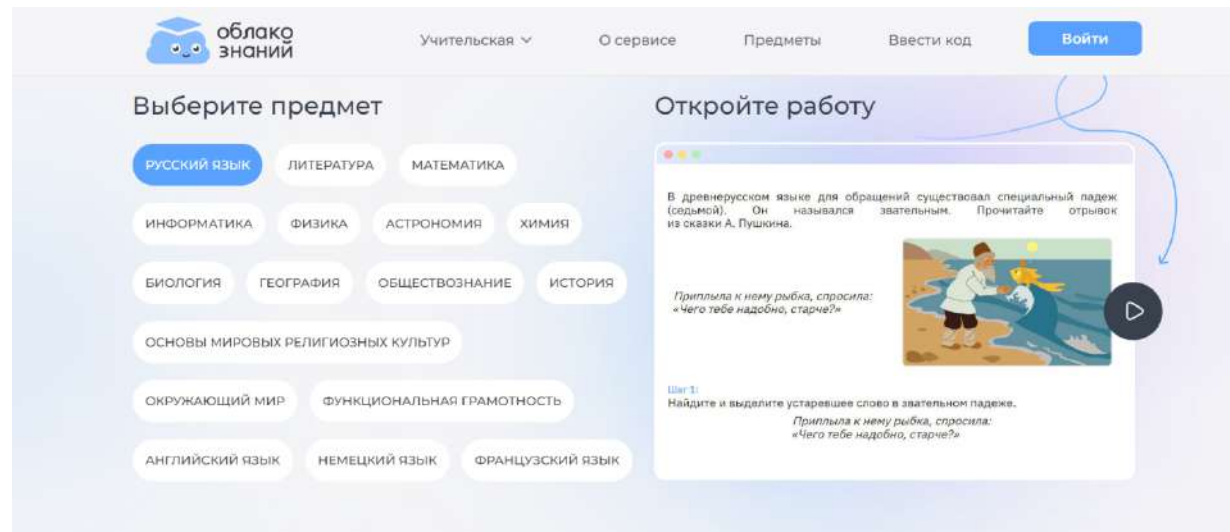 облако
знаний
Учительская
О сервисе
Предметы
Ввести код
Войти
Выберите предмет
РУССКИЙ ЯЗЫК
ЛИТЕРАТУРА
МАТЕМАТИКА
ИНФОРМАТИКА
ФИЗИКА
АСТРОНОМИЯ
ХИМИЯ
БИОЛОГИЯ
ГЕОГРАФИЯ
ОБЩЕСТВОЗНАНИЕ
ИСТОРИЯ
ОСНОВЫ МИРОВЫХ РЕЛИГИОЗНЫХ КУЛЬТУР
ОКРУЖАЮЩИЙ МИР
ФУНКЦИОНАЛЬНАЯ ГРАМОТНОСТЬ
АНГЛИЙСКИЙ ЯЗЫК
НЕМЕЦКИЙ ЯЗЫК
ФРАНЦУЗСКИЙ ЯЗЫК
Откройте работу
В древнерусском языке для обращений существовал специальный падеж
(седьмой). Он назывался звательным. Прочитайте отрывок
из сказки А. Пушкина.
Приплыла к нему рыбка, спросила:
«Чего тебе надобно, старче?»
Шаг 1:
Найдите и выделите устаревшее слово в звательном падеже.
Приплыла к нему рыбка, спросила:
«Чего тебе надобно, старче?»